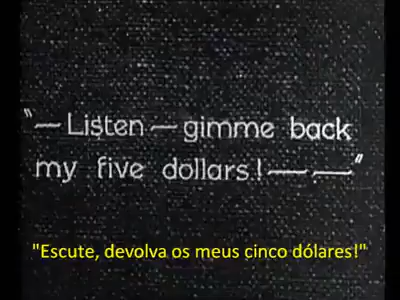 "—Listen—gimme back
my five dollars!—— ——"
"Escute, devolva os meus cinco dólares!"